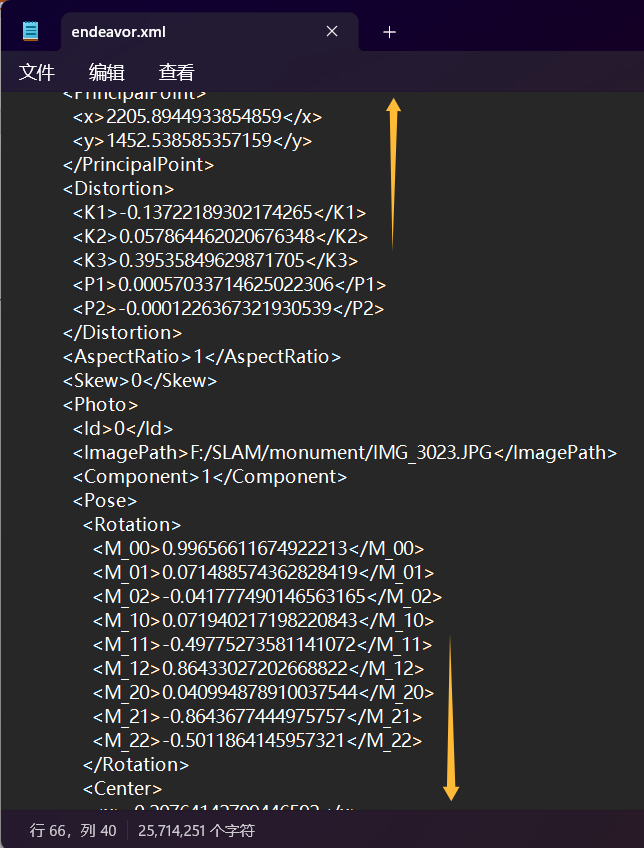 endeavor.xml
文件 编辑 查看
<PrincipalPoint>
<x>2205.8944933854859</x>
<y>1452.538585357159</y>
</PrincipalPoint>
<Distortion>
<K1>-0.13722189302174265</K1>
<K2>0.057864462020676348</K2>
<K3>0.39535849629871705</K3>
<P1>0.00057033714625022306</P1>
<P2>-0.0001226367321930539</P2>
</Distortion>
<AspectRatio>1</AspectRatio>
<Skew>0</Skew>
<Photo>
<Id>0</Id>
<ImagePath>F:/SLAM/monument/IMG_3023.JPG</ImagePath>
<Component>1</Component>
<Pose>
<Rotation>
<M_00>0.99656611674922213</M_00>
<M_01>0.071488574362828419</M_01>
<M_02>-0.041777490146563165</M_02>
<M_10>0.071940217198220843</M_10>
<M_11>-0.49775273581141072</M_11>
<M_12>0.86433027202668822</M_12>
<M_20>0.040994878910037544</M_20>
<M_21>-0.8643677444975757</M_21>
<M_22>-0.5011864145957321</M_22>
</Rotation>
<Center>
行 66，列 40 25,714,251 个字符